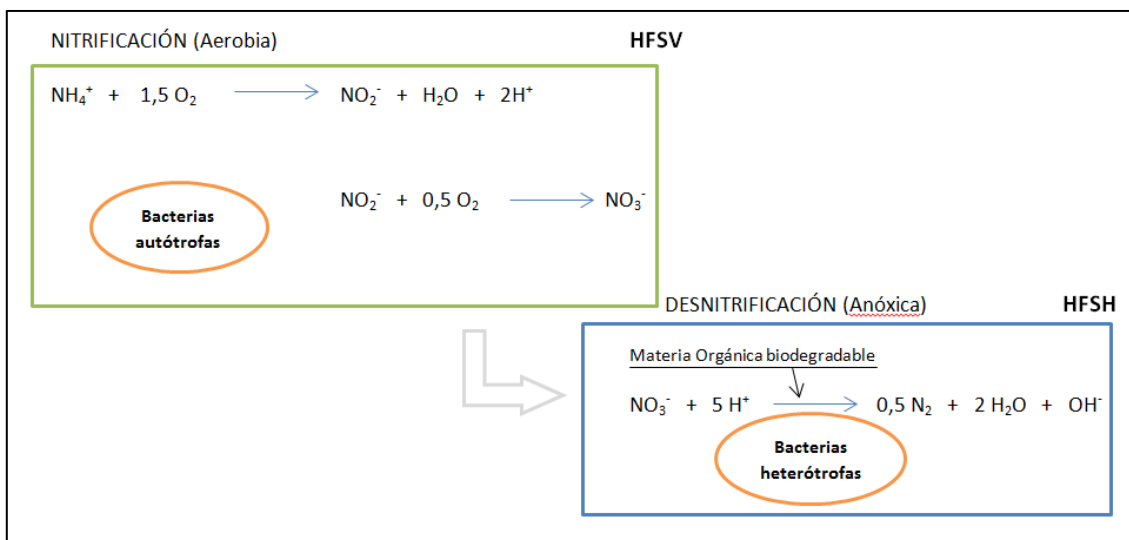 NITRIFICACIÓN (Aerobia) HFSV
NH₄⁺ + 1,5 O₂ → NO₂⁻ + H₂O + 2H⁺
NO₂⁻ + 0,5 O₂ → NO₃⁻
Bacterias
autótrofas
DESNITRIFICACIÓN (Anóxica) HFSH
Materia Orgánica biodegradable
NO₃⁻ + 5 H⁺ → 0,5 N₂ + 2 H₂O + OH⁻
Bacterias
heterótrofas